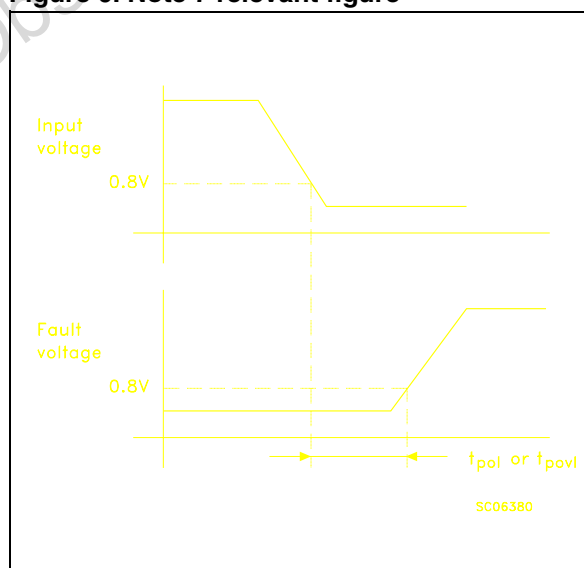 Input
voltage
0.8V
Fault
voltage
0.8V
tpol or tpovl
SC06380